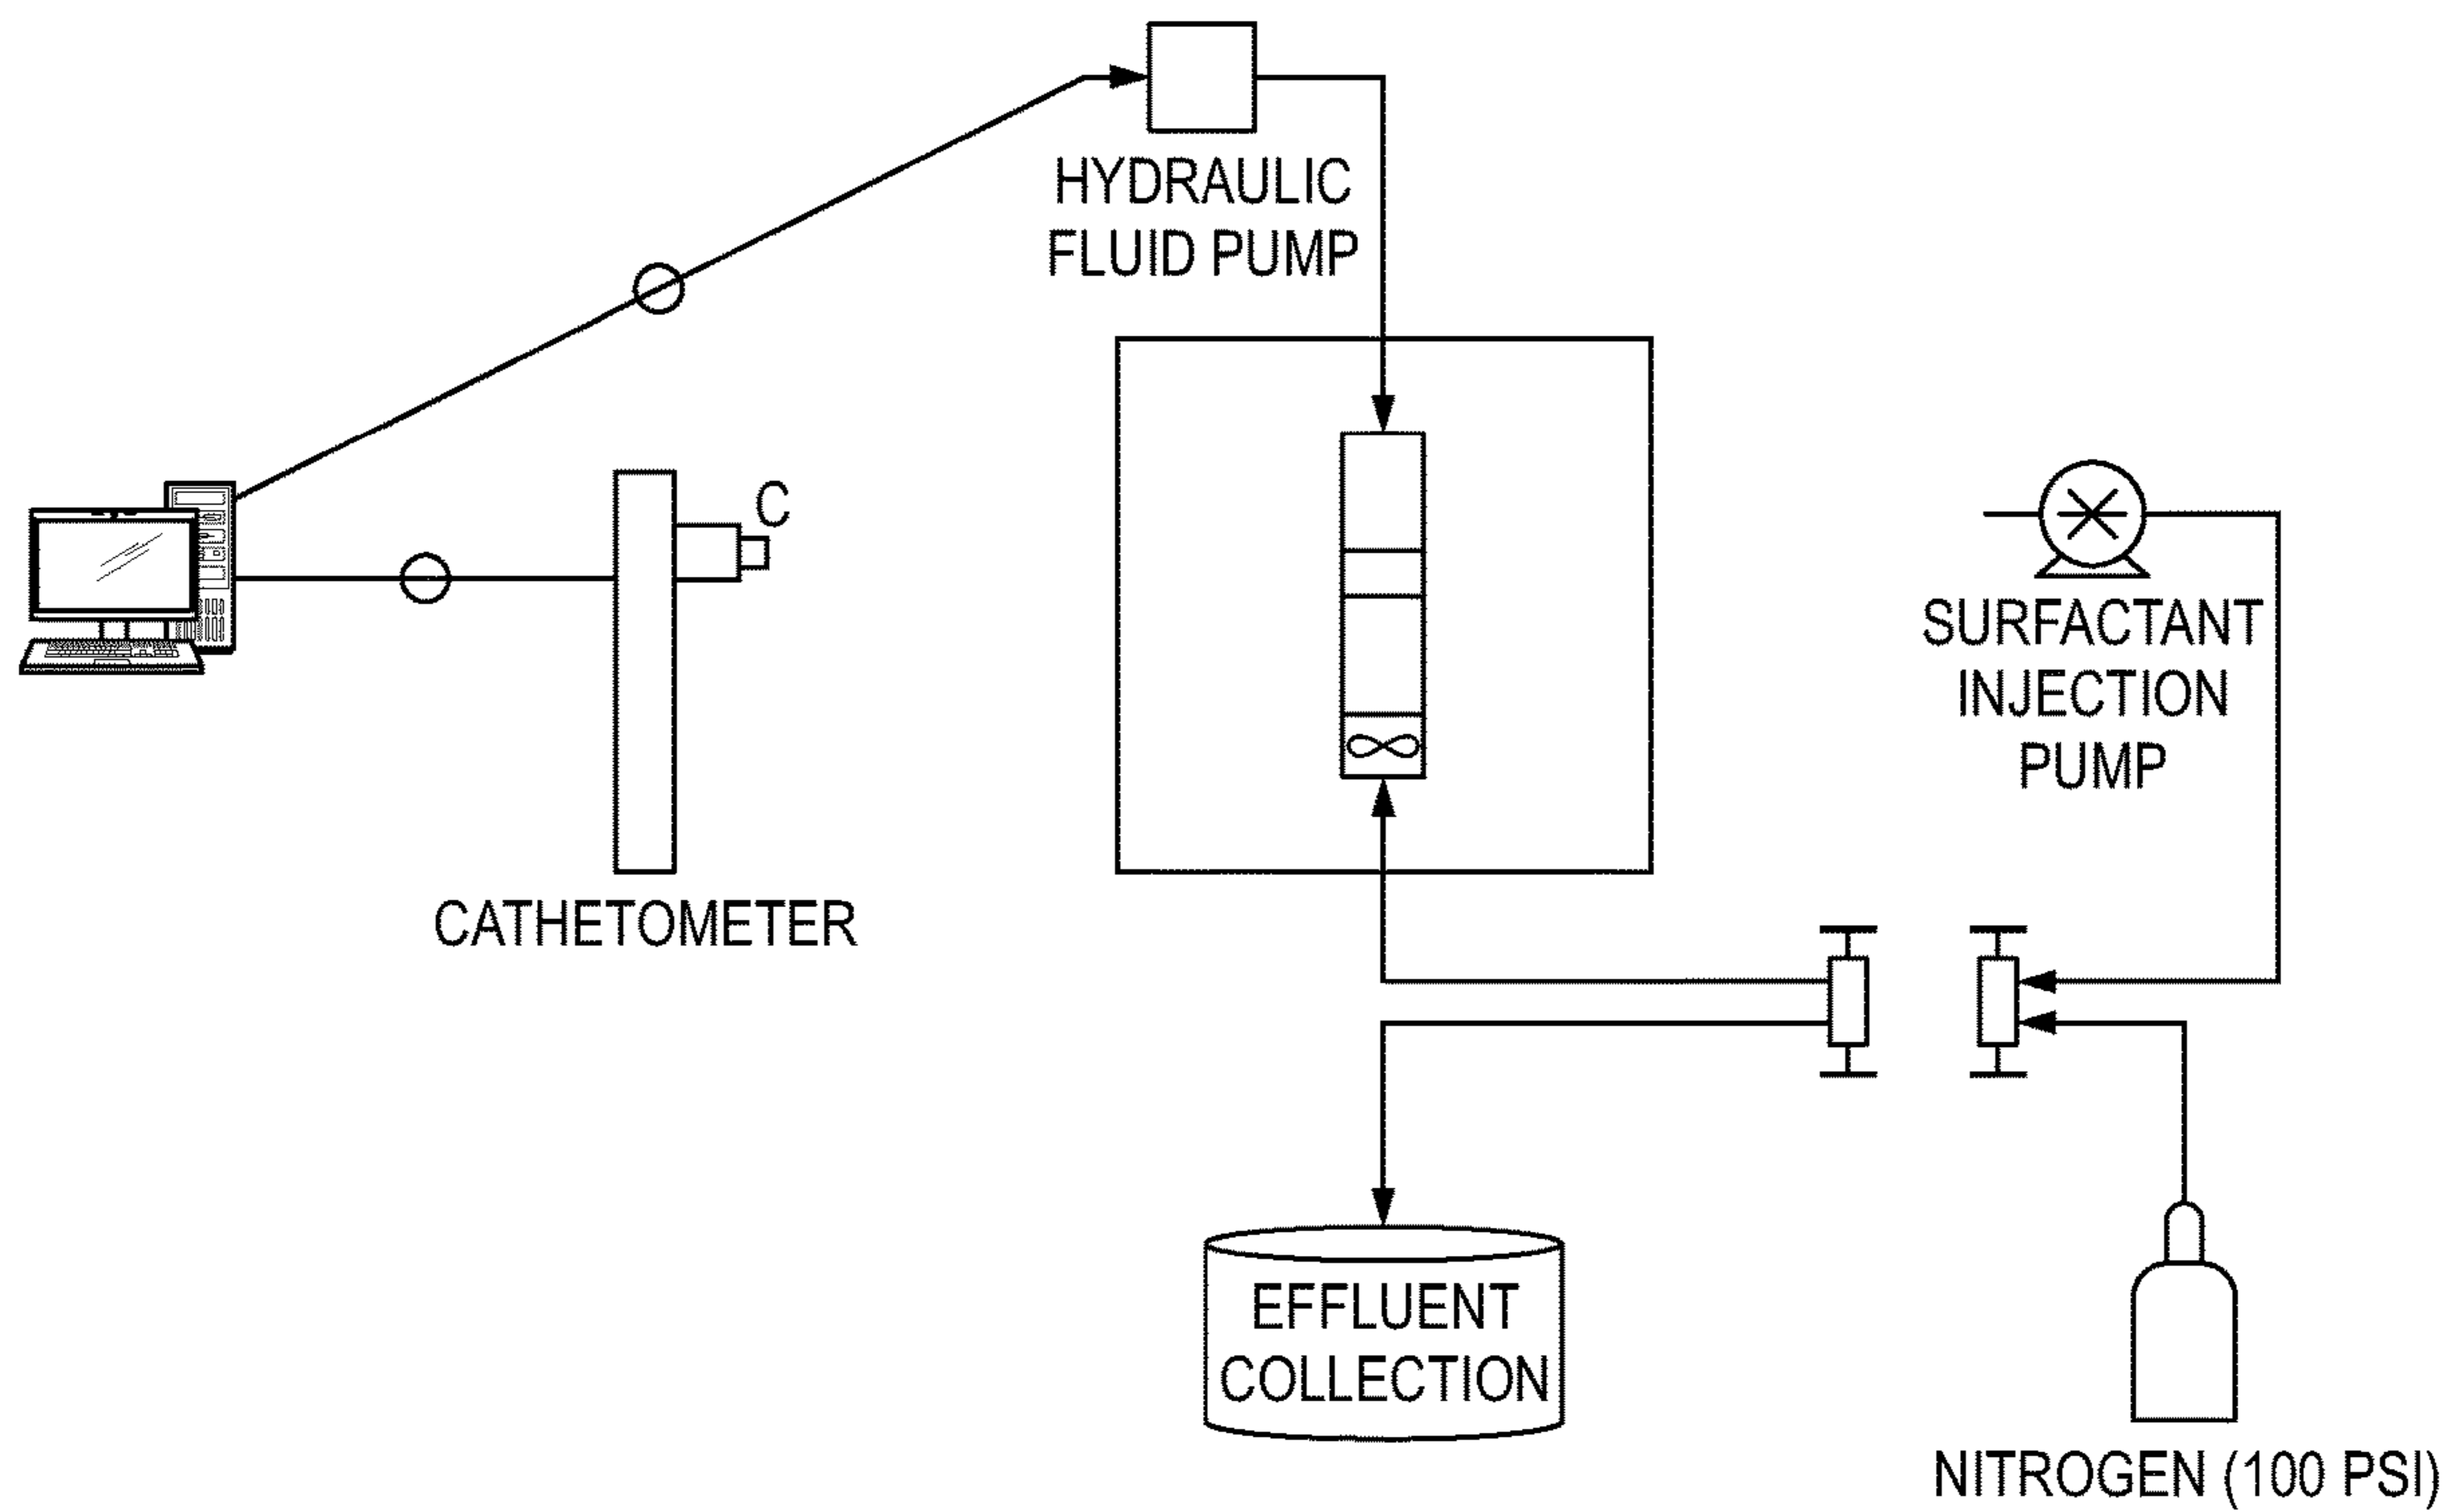 HYDRAULIC
FLUID PUMP
C
CATHETOMETER
SURFACTANT
INJECTION
PUMP
EFFLUENT
COLLECTION
NITROGEN (100 PSI)